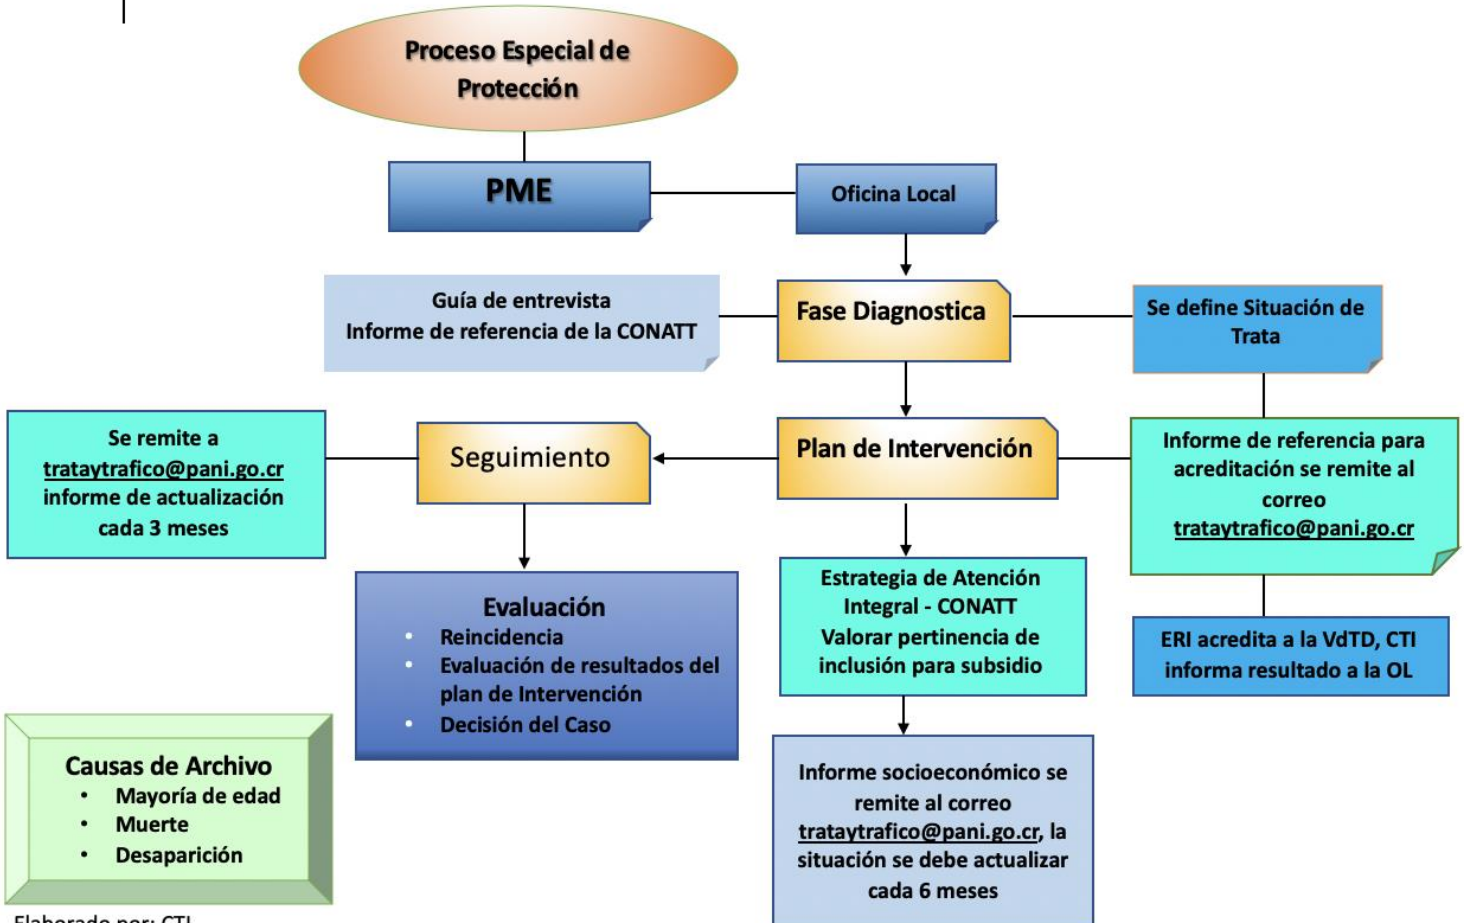 Proceso Especial de
Protección
PME
Oficina Local
Guía de entrevista
Informe de referencia de la CONATT
Fase Diagnostica
Se define Situación de
Trata
Se remite a
trataytrafico@pani.go.cr
informe de actualización
cada 3 meses
Seguimiento
Plan de Intervención
Informe de referencia para
acreditación se remite al
correo
trataytrafico@pani.go.cr
Evaluación
• Reincidencia
• Evaluación de resultados del
plan de Intervención
• Decisión del Caso
Estrategia de Atención
Integral - CONATT
Valorar pertinencia de
inclusión para subsidio
ERI acredita a la VdTD, CTI
informa resultado a la OL
Causas de Archivo
• Mayoría de edad
• Muerte
• Desaparición
Informe socioeconómico se
remite al correo
trataytrafico@pani.go.cr, la
situación se debe actualizar
cada 6 meses
Elaborado por: CTI